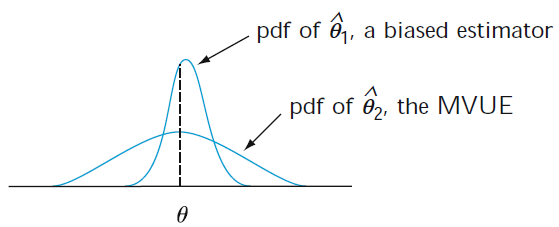 pdf of θ̂₁, a biased estimator
pdf of θ̂₂, the MVUE
θ